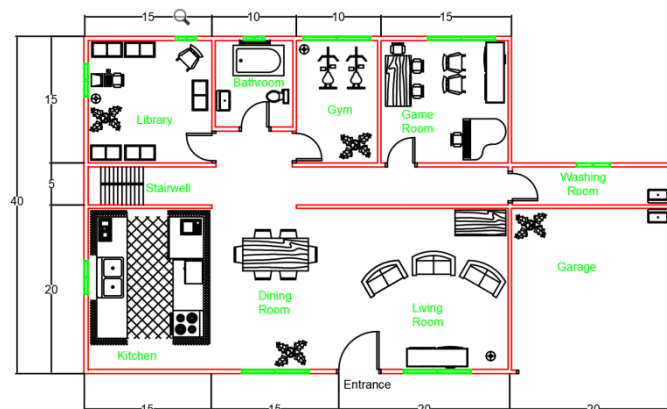 15
10
10
15
Bathroom
Library
Gym
Game
Room
15
Stairwell
Washing
Room
5
40
20
Garage
Dining
Room
Living
Room
Kitchen
Entrance
15
15
20
20